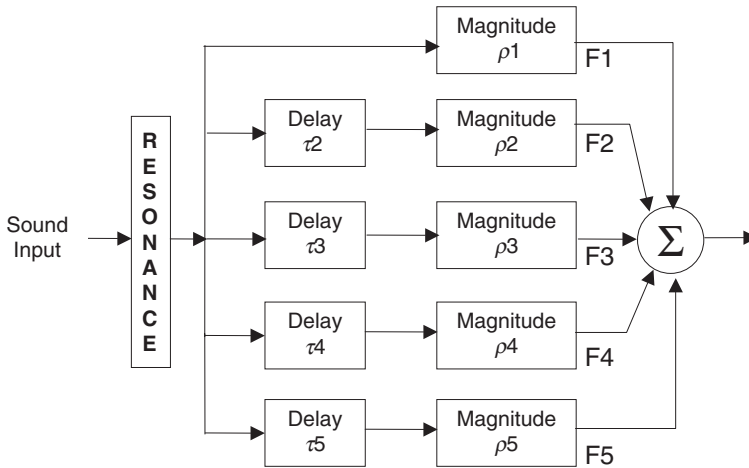 Magnitude
ρ1
F1
Delay
τ2
Magnitude
ρ2
F2
Sound
Input
RESONANCE
Delay
τ3
Magnitude
ρ3
F3
Σ
Delay
τ4
Magnitude
ρ4
F4
Delay
τ5
Magnitude
ρ5
F5